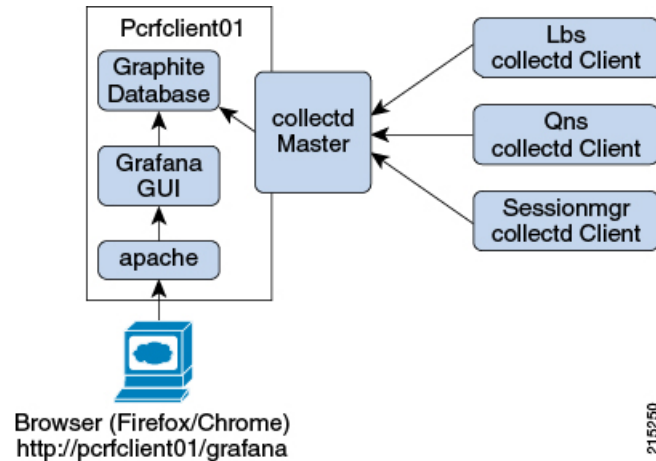 Pcrfclient01
Graphite
Database
Grafana
GUI
apache
collectd
Master
Lbs
collectd Client
Qns
collectd Client
Sessionmgr
collectd Client
Browser (Firefox/Chrome)
http://pcrfclient01/grafana
215250